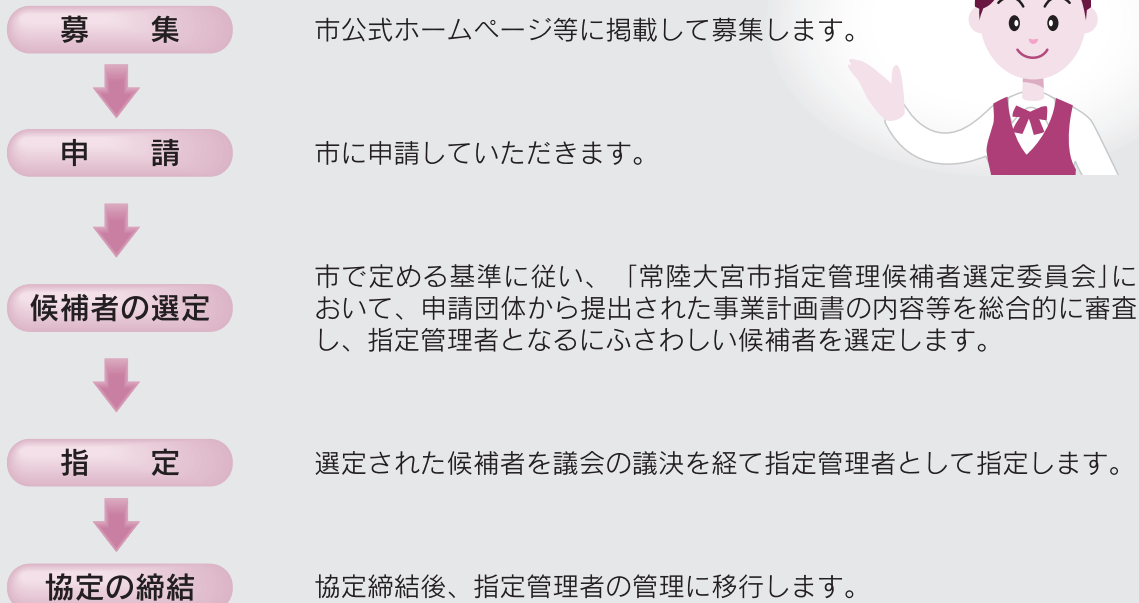 募　集
市公式ホームページ等に掲載して募集します。
申　請
市に申請していただきます。
候補者の選定
市で定める基準に従い、「常陸大宮市指定管理候補者選定委員会」に
おいて、申請団体から提出された事業計画書の内容等を総合的に審査
し、指定管理者となるにふさわしい候補者を選定します。
指　定
選定された候補者を議会の議決を経て指定管理者として指定します。
協定の締結
協定締結後、指定管理者の管理に移行します。